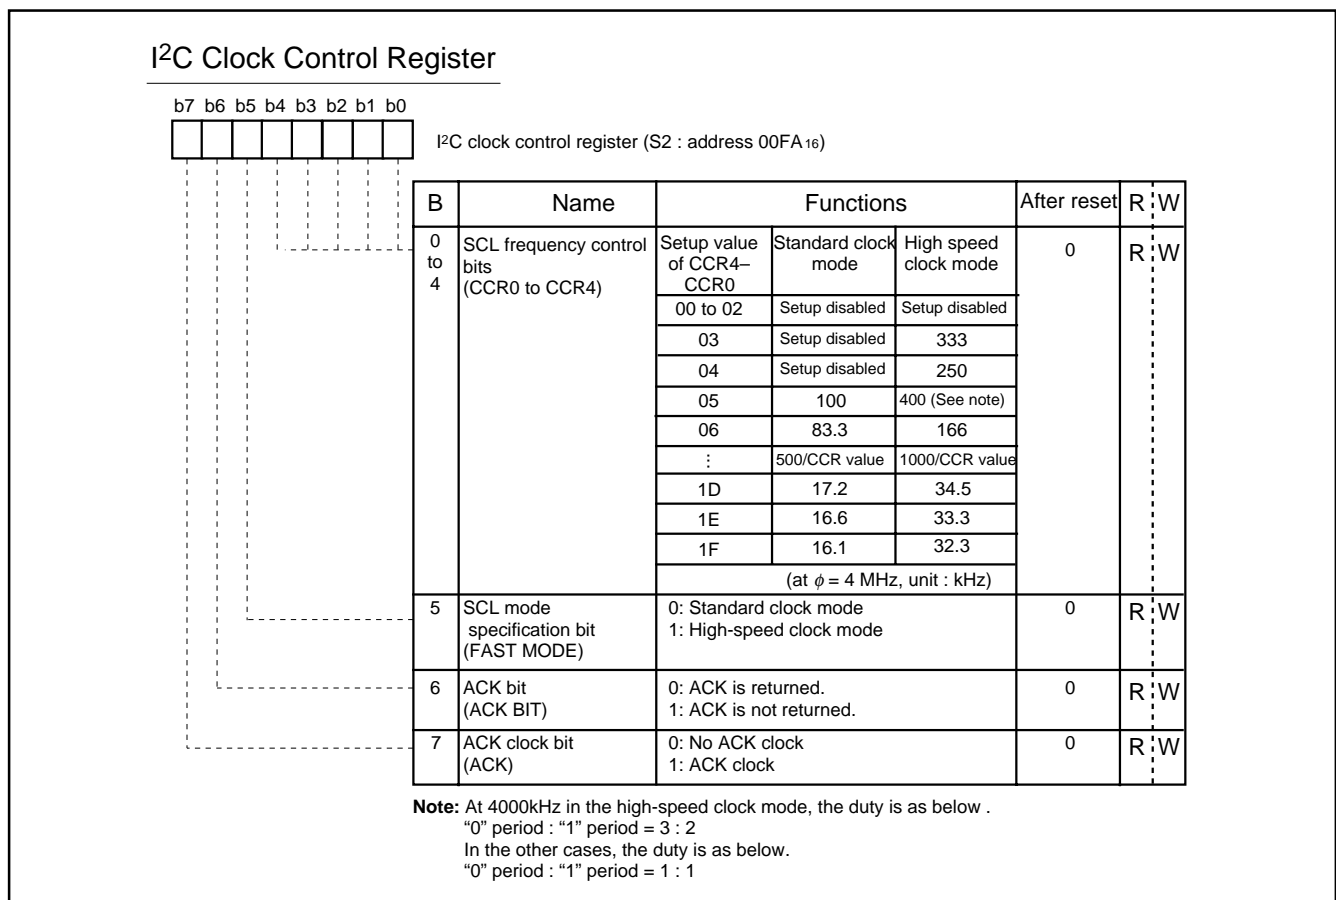 I2C Clock Control Register
b7 b6 b5 b4 b3 b2 b1 b0
I2C clock control register (S2 : address 00FA16)
B Name Functions After reset R W
0 to 4
SCL frequency control bits (CCR0 to CCR4)
Setup value of CCR4–CCR0 Standard clock mode High speed clock mode
0 R W
00 to 02 Setup disabled Setup disabled
03 Setup disabled 333
04 Setup disabled 250
05 100 400 (See note)
06 83.3 166
⋮ 500/CCR value 1000/CCR value
1D 17.2 34.5
1E 16.6 33.3
1F 16.1 32.3
(at ϕ = 4 MHz, unit : kHz)
5 SCL mode 0: Standard clock mode 0 R W
specification bit 1: High-speed clock mode
(FAST MODE)
6 ACK bit 0: ACK is returned. 0 R W
(ACK BIT) 1: ACK is not returned.
7 ACK clock bit 0: No ACK clock 0 R W
(ACK) 1: ACK clock
Note: At 4000kHz in the high-speed clock mode, the duty is as below .
“0” period : “1” period = 3 : 2
In the other cases, the duty is as below.
“0” period : “1” period = 1 : 1